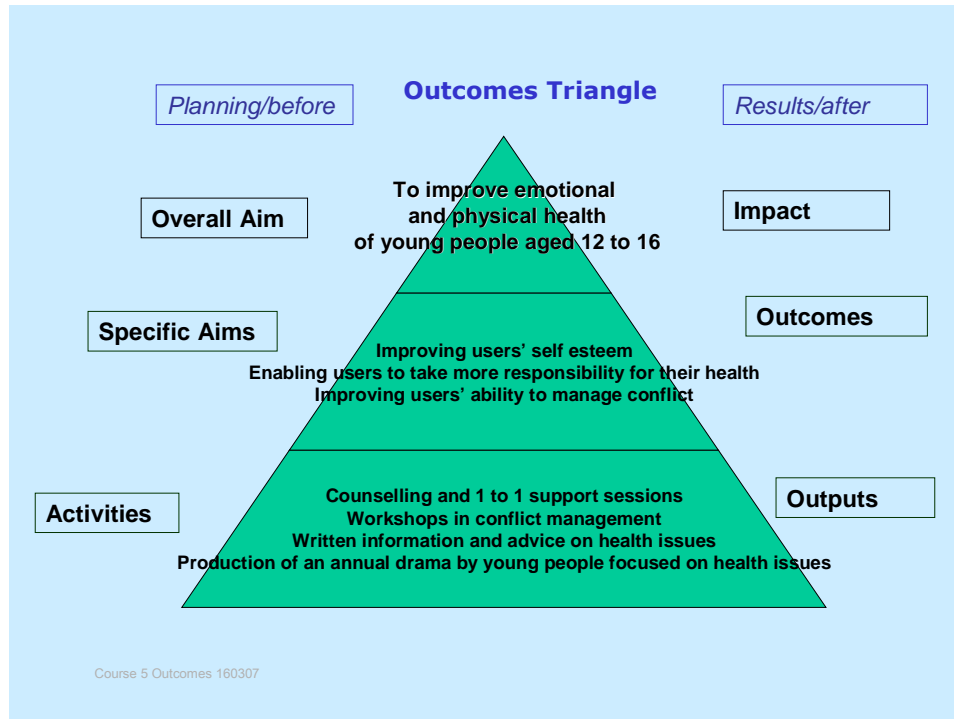 Outcomes Triangle
Planning/before
Results/after
To improve emotional
and physical health
of young people aged 12 to 16
Overall Aim
Impact
Specific Aims
Outcomes
Improving users’ self esteem
Enabling users to take more responsibility for their health
Improving users’ ability to manage conflict
Activities
Outputs
Counselling and 1 to 1 support sessions
Workshops in conflict management
Written information and advice on health issues
Production of an annual drama by young people focused on health issues
Course 5 Outcomes 160307